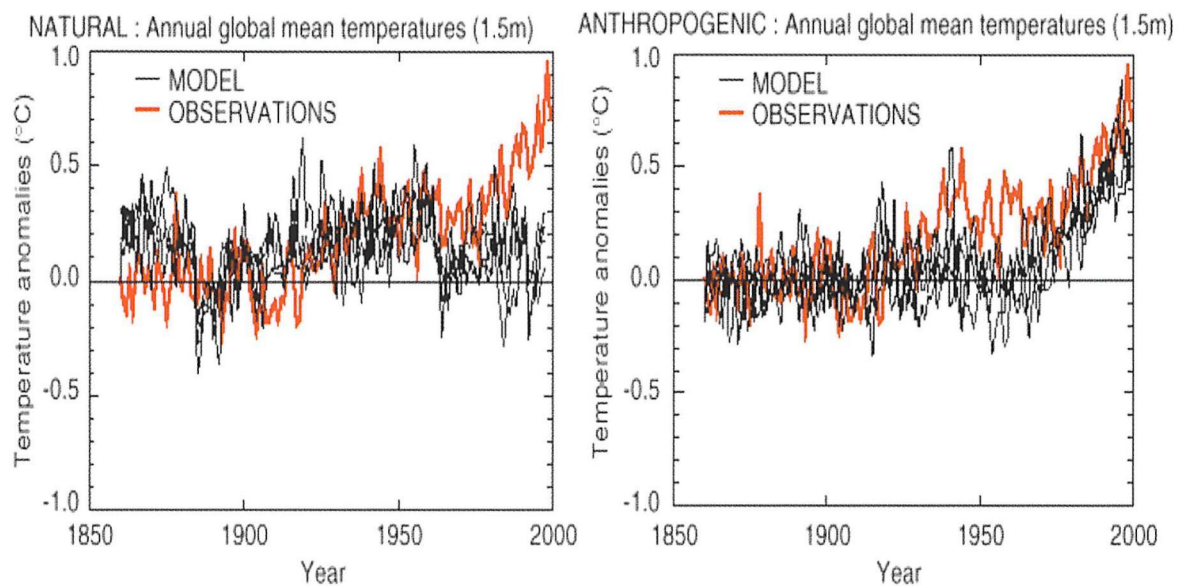 NATURAL : Annual global mean temperatures (1.5m)
1.0
0.5
0.0
-0.5
-1.0
Temperature anomalies (°C)
MODEL
OBSERVATIONS
1850
1900
1950
2000
Year
ANTHROPOGENIC : Annual global mean temperatures (1.5m)
1.0
0.5
0.0
-0.5
-1.0
Temperature anomalies (°C)
MODEL
OBSERVATIONS
1850
1900
1950
2000
Year